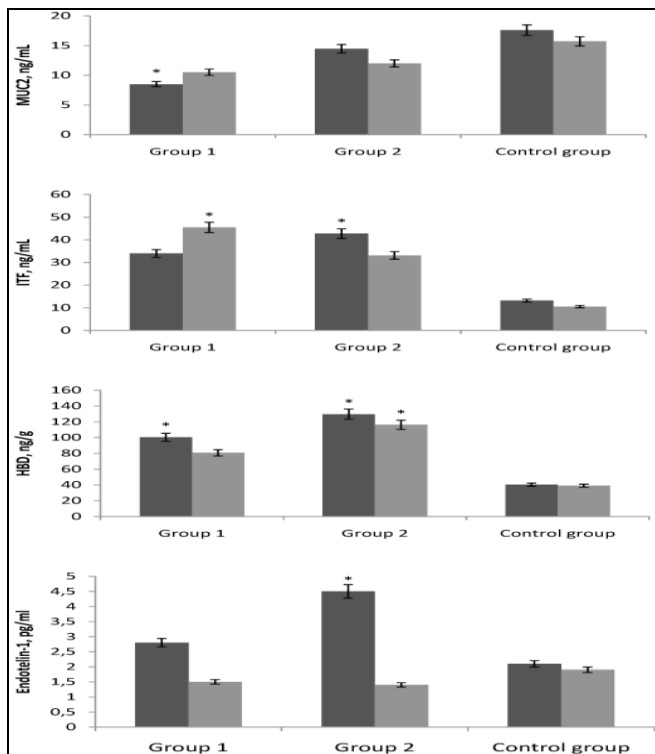 MUC2, ng/mL
20
15
10
5
0
*
Group 1
Group 2
Control group
ITF, ng/mL
60
50
40
30
20
10
0
*
*
Group 1
Group 2
Control group
HBD, ng/g
160
140
120
100
80
60
40
20
0
*
*
*
Group 1
Group 2
Control group
Endotelin-1, pg/ml
5
4,5
4
3,5
3
2,5
2
1,5
1
0,5
0
*
Group 1
Group 2
Control group